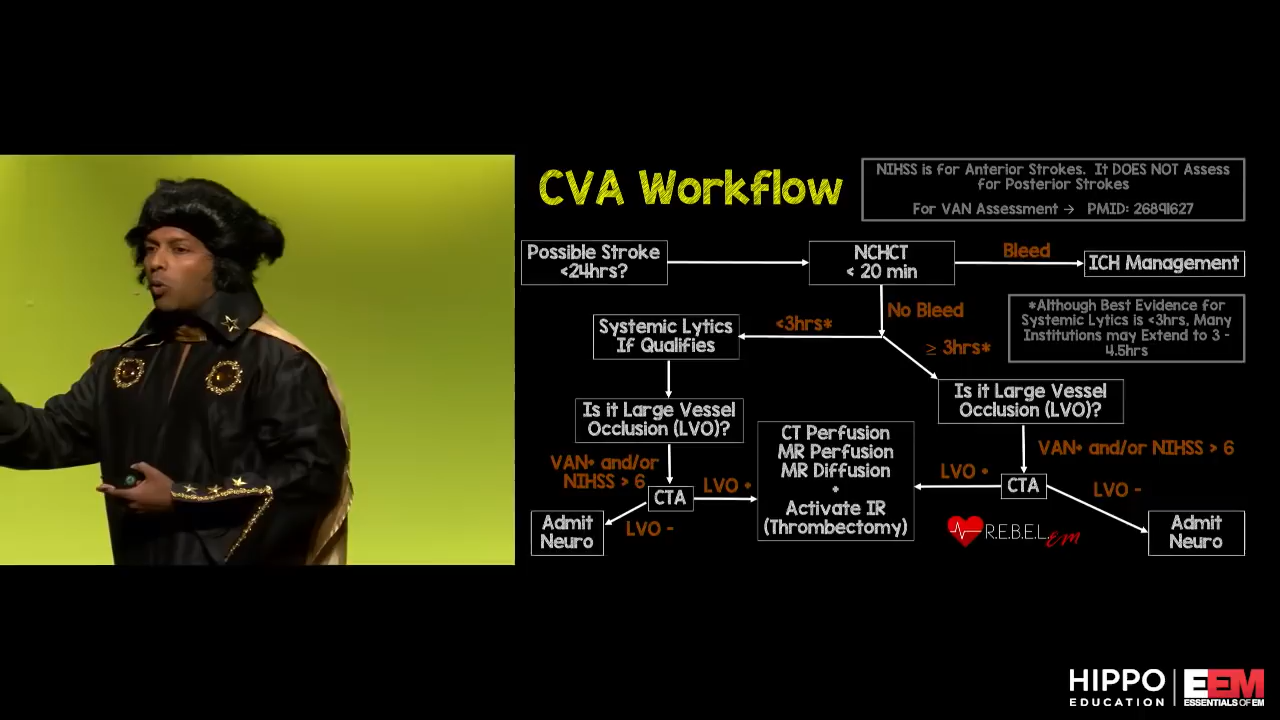 CVA Workflow
NIHSS is for Anterior Strokes. It DOES NOT Assess
for Posterior Strokes
For VAN Assessment → PMID: 26891627
Possible Stroke
<24hrs?
NCHCT
< 20 min
Bleed
ICH Management
No Bleed
*Although Best Evidence for
Systemic Lytics is <3hrs, Many
Institutions may Extend to 3 -
4.5hrs
<3hrs*
Systemic Lytics
If Qualifies
≥ 3hrs*
Is it Large Vessel
Occlusion (LVO)?
Is it Large Vessel
Occlusion (LVO)?
VAN+ and/or
NIHSS > 6
CTA
LVO +
LVO -
Admit
Neuro
CT Perfusion
MR Perfusion
MR Diffusion
+
Activate IR
(Thrombectomy)
VAN+ and/or NIHSS > 6
LVO +
CTA
LVO -
Admit
Neuro
R.E.B.E.L. EM
HIPPO
EDUCATION
EEM
ESSENTIALS OF EM